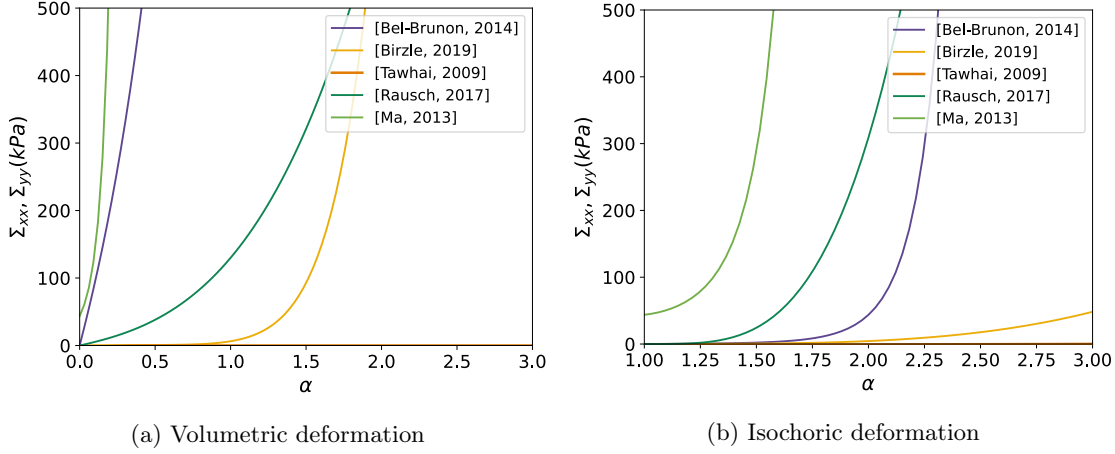 500
400
300
200
100
0
Σxx, Σyy(kPa)
0.0 0.5 1.0 1.5 2.0 2.5 3.0
α
[Bel-Brunon, 2014]
[Birzle, 2019]
[Tawhai, 2009]
[Rausch, 2017]
[Ma, 2013]
(a) Volumetric deformation
500
400
300
200
100
0
Σxx, Σyy(kPa)
1.00 1.25 1.50 1.75 2.00 2.25 2.50 2.75 3.00
α
[Bel-Brunon, 2014]
[Birzle, 2019]
[Tawhai, 2009]
[Rausch, 2017]
[Ma, 2013]
(b) Isochoric deformation